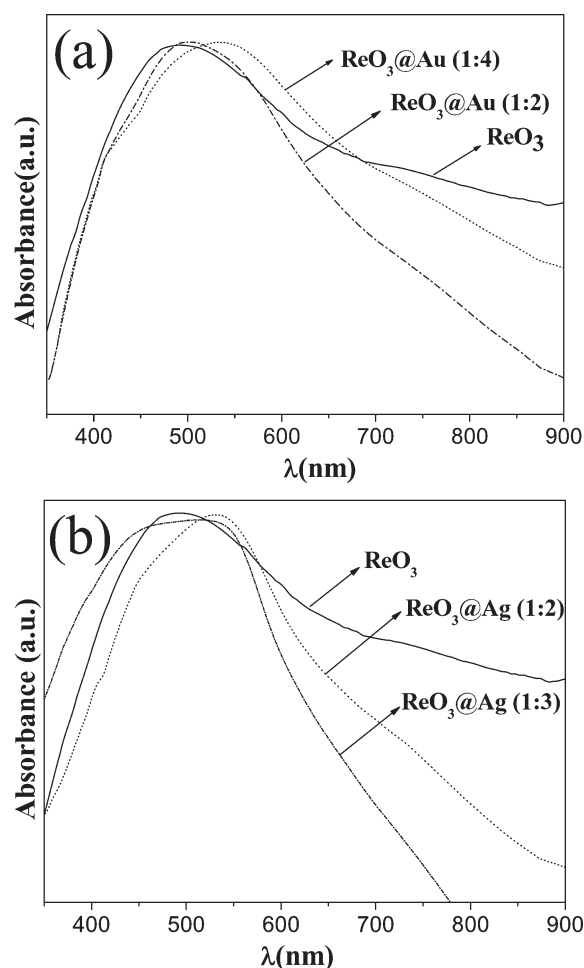 (a)
ReO3@Au (1:4)
ReO3@Au (1:2)
ReO3
Absorbance(a.u.)
400 500 600 700 800 900
λ(nm)
(b)
ReO3
ReO3@Ag (1:2)
ReO3@Ag (1:3)
Absorbance (a.u.)
400 500 600 700 800 900
λ(nm)